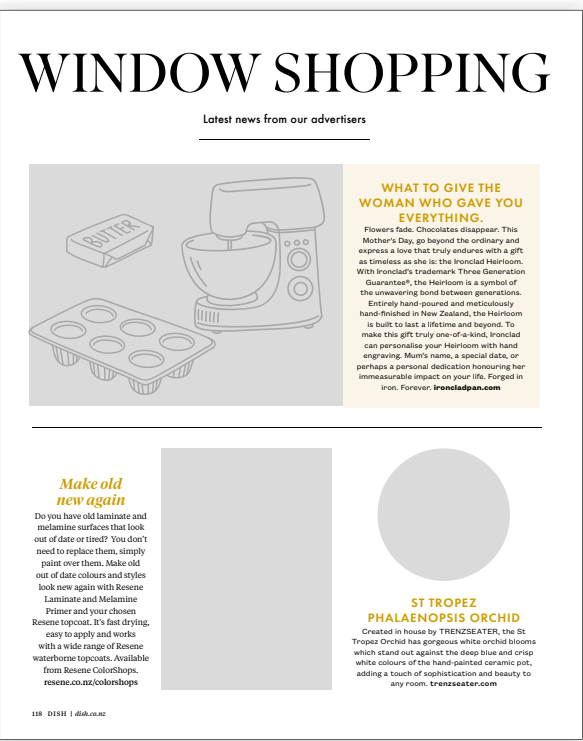 WINDOW SHOPPING
Latest news from our advertisers
BUTTER
WHAT TO GIVE THE
WOMAN WHO GAVE YOU
EVERYTHING.
Flowers fade. Chocolates disappear. This
Mother's Day, go beyond the ordinary and
express a love that truly endures with a gift
as timeless as she is: the Ironclad Heirloom.
With Ironclad's trademark Three Generation
Guarantee®, the Heirloom is a symbol of
the unwavering bond between generations.
Entirely hand-poured and meticulously
hand-finished in New Zealand, the Heirloom
is built to last a lifetime and beyond. To
make this gift truly one-of-a-kind, Ironclad
can personalise your Heirloom with hand
engraving. Mum's name, a special date, or
perhaps a personal dedication honouring her
immeasurable impact on your life. Forged in
iron. Forever. ironcladpan.com
Make old
new again
Do you have old laminate and
melamine surfaces that look
out of date or tired? You don't
need to replace them, simply
paint over them. Make old
out of date colours and styles
look new again with Resene
Laminate and Melamine
Primer and your chosen
Resene topcoat. It's fast drying,
easy to apply and works
with a wide range of Resene
waterborne topcoats. Available
from Resene ColorShops.
resene.co.nz/colorshops
ST TROPEZ
PHALAENOPSIS ORCHID
Created in house by TRENZSEATER, the St
Tropez Orchid has gorgeous white orchid blooms
which stand out against the deep blue and crisp
white colours of the hand-painted ceramic pot,
adding a touch of sophistication and beauty to
any room. trenzseater.com
118 DISH | dish.co.nz